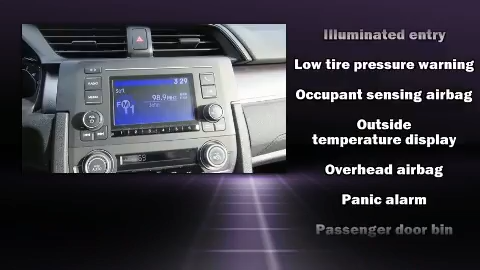 Illuminated entry
Low tire pressure warning
Occupant sensing airbag
Outside
temperature display
Overhead airbag
Panic alarm
Passenger door bin
3:29
98.9 MHz